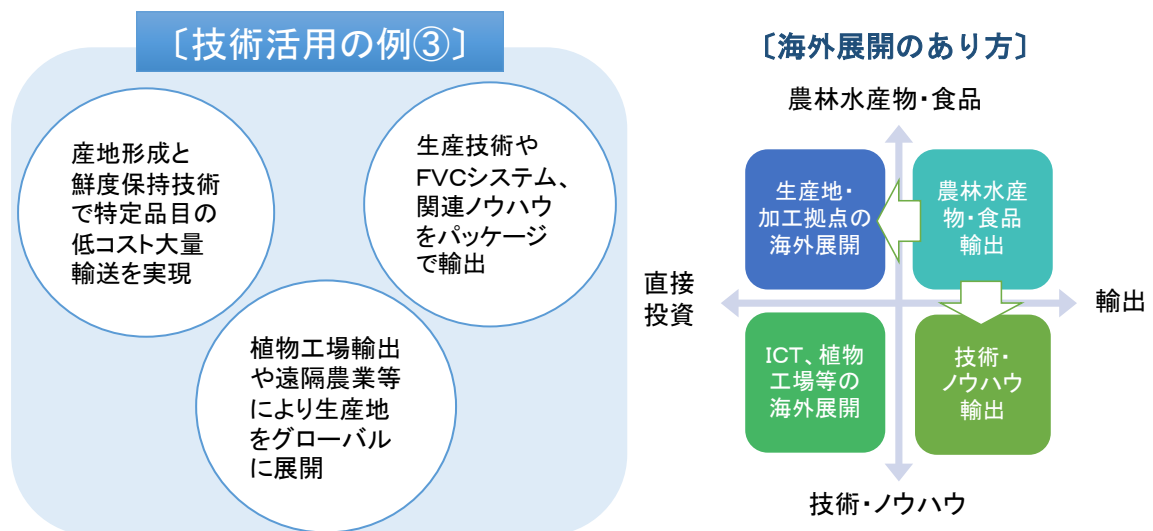 〔技術活用の例③〕
産地形成と
鮮度保持技術
で特定品目の
低コスト大量
輸送を実現
生産技術や
FVCシステム、
関連ノウハウ
をパッケージ
で輸出
植物工場輸出
や遠隔農業等
により生産地
をグローバル
に展開
〔海外展開のあり方〕
農林水産物・食品
生産地・
加工拠点の
海外展開
農林水産
物・食品
輸出
直接
投資
輸出
ICT、植物
工場等の
海外展開
技術・
ノウハウ
輸出
技術・ノウハウ